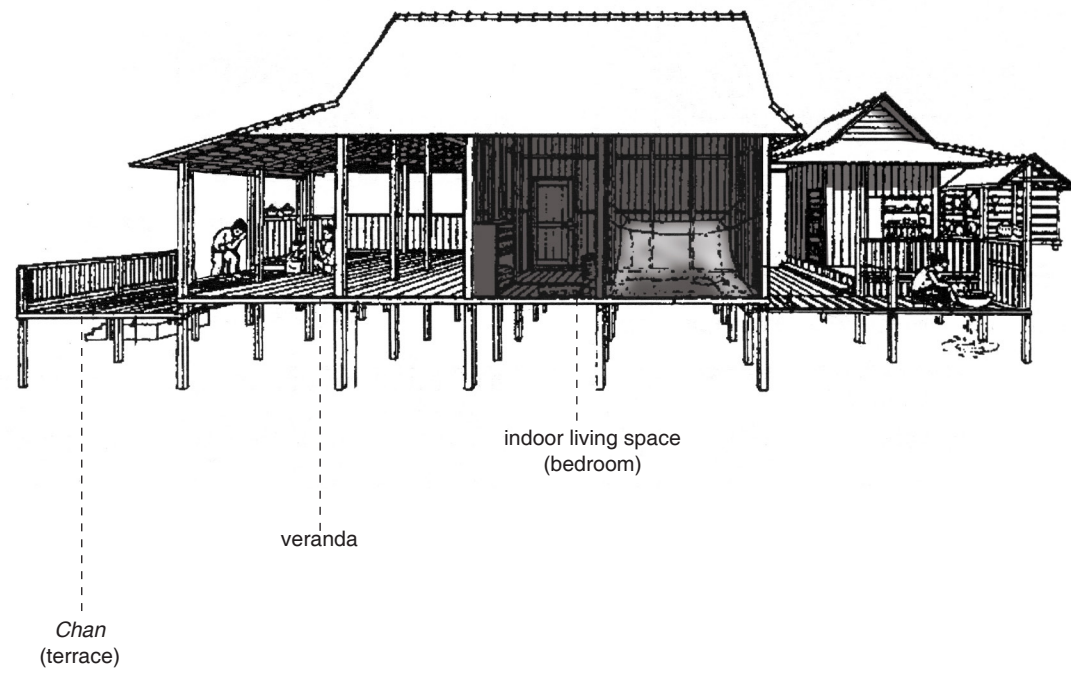 indoor living space
(bedroom)
veranda
Chan
(terrace)